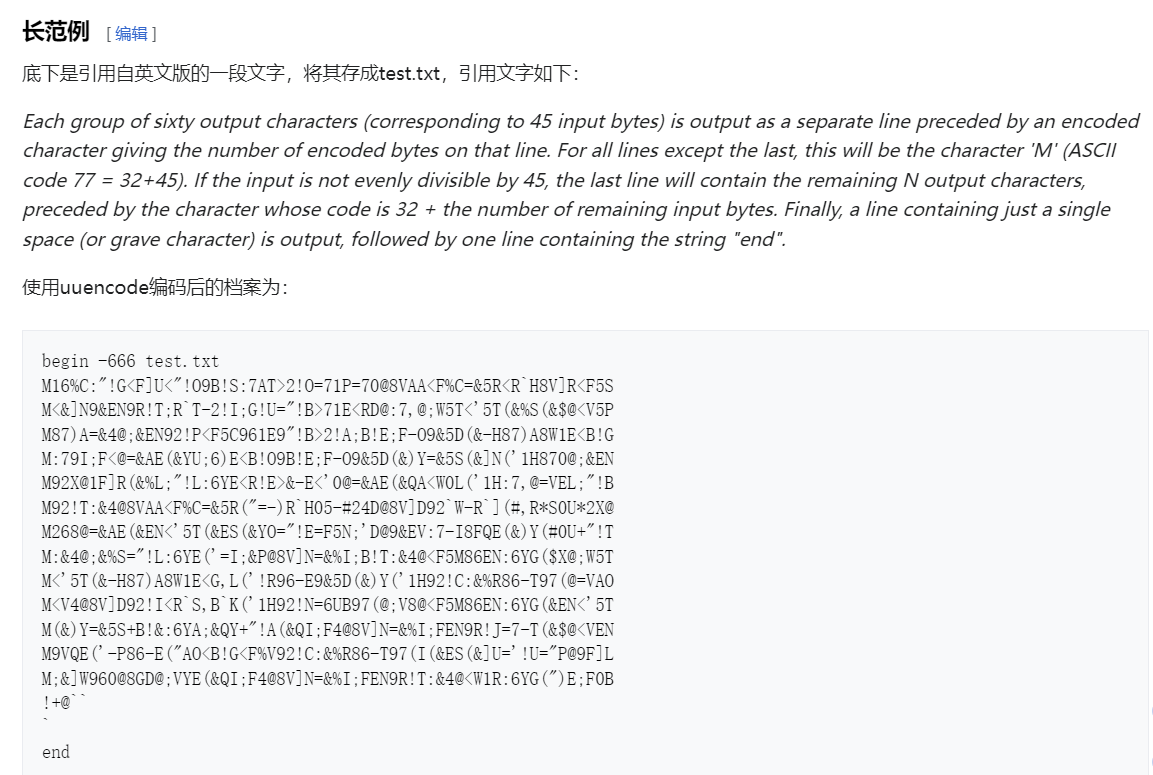 长范例 [ 编辑 ]
底下是引用自英文版的一段文字，将其存成test.txt，引用文字如下：
Each group of sixty output characters (corresponding to 45 input bytes) is output as a separate line preceded by an encoded
character giving the number of encoded bytes on that line. For all lines except the last, this will be the character 'M' (ASCII
code 77 = 32+45). If the input is not evenly divisible by 45, the last line will contain the remaining N output characters,
preceded by the character whose code is 32 + the number of remaining input bytes. Finally, a line containing just a single
space (or grave character) is output, followed by one line containing the string "end".
使用uuencode编码后的档案为：
begin -666 test.txt
M16%C:"!G<F]U<"!O9B!S:7AT>2!O=71P=70@8VAA<F%C=&5R<R`H8V]R<F5S
M<&]N9&EN9R!T;R`T-2!I;G!U="!B>71E<RD@:7,@;W5T<'5T(&%S(&$@<V5P
M87)A=&4@;&EN92!P<F5C961E9"!B>2!A;B!E;F-O9&5D(&-H87)A8W1E<B!G
M:79I;F<@=&AE(&YU;6)E<B!O9B!E;F-O9&5D(&)Y=&5S(&]N('1H870@;&EN
M92X@1F]R(&%L;"!L:6YE<R!E>&-E<'0@=&AE(&QA<W0L('1H:7,@=VEL;"!B
M92!T:&4@8VAA<F%C=&5R("=-)R`H05-#24D@8V]D92`W-R`](#,R*S0U*2X@
M268@=&AE(&EN<'5T(&ES(&YO="!E=F5N;'D@9&EV:7-I8FQE(&)Y(#0U+"!T
M:&4@;&%S="!L:6YE('=I;&P@8V]N=&%I;B!T:&4@<F5M86EN:6YG($X@;W5T
M<'5T(&-H87)A8W1E<G,L('!R96-E9&5D(&)Y('1H92!C:&%R86-T97(@=VAO
M<V4@8V]D92!I<R`S,B`K('1H92!N=6UB97(@;V8@<F5M86EN:6YG(&EN<'5T
M(&)Y=&5S+B!&:6YA;&QY+"!A(&QI;F4@8V]N=&%I;FEN9R!J=7-T(&$@<VEN
M9VQE('-P86-E("AO<B!G<F%V92!C:&%R86-T97(I(&ES(&]U='!U="P@9F]L
M;&]W960@8GD@;VYE(&QI;F4@8V]N=&%I;FEN9R!T:&4@<W1R:6YG(")E;F0B
!+@``
`
end